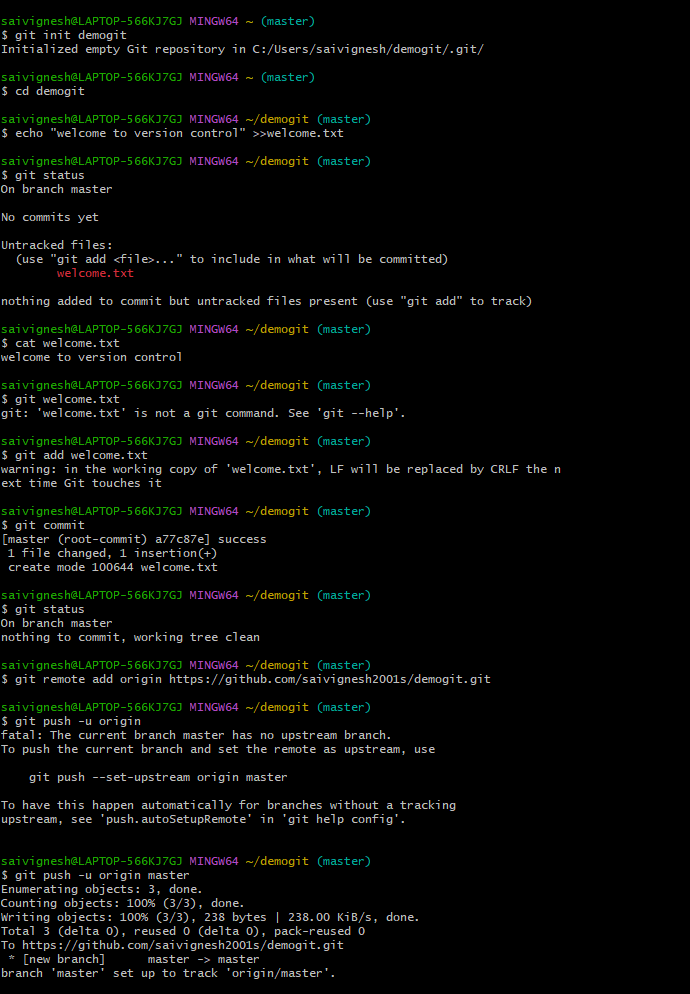 saivignesh@LAPTOP-566KJ7GJ MINGW64 ~ (master)
$ git init demogit
Initialized empty Git repository in C:/Users/saivignesh/demogit/.git/

saivignesh@LAPTOP-566KJ7GJ MINGW64 ~ (master)
$ cd demogit

saivignesh@LAPTOP-566KJ7GJ MINGW64 ~/demogit (master)
$ echo "welcome to version control" >>welcome.txt

saivignesh@LAPTOP-566KJ7GJ MINGW64 ~/demogit (master)
$ git status
On branch master

No commits yet

Untracked files:
  (use "git add <file>..." to include in what will be committed)
        welcome.txt

nothing added to commit but untracked files present (use "git add" to track)

saivignesh@LAPTOP-566KJ7GJ MINGW64 ~/demogit (master)
$ cat welcome.txt
welcome to version control

saivignesh@LAPTOP-566KJ7GJ MINGW64 ~/demogit (master)
$ git welcome.txt
git: 'welcome.txt' is not a git command. See 'git --help'.

saivignesh@LAPTOP-566KJ7GJ MINGW64 ~/demogit (master)
$ git add welcome.txt
warning: in the working copy of 'welcome.txt', LF will be replaced by CRLF the n
ext time Git touches it

saivignesh@LAPTOP-566KJ7GJ MINGW64 ~/demogit (master)
$ git commit
[master (root-commit) a77c87e] success
 1 file changed, 1 insertion(+)
 create mode 100644 welcome.txt

saivignesh@LAPTOP-566KJ7GJ MINGW64 ~/demogit (master)
$ git status
On branch master
nothing to commit, working tree clean

saivignesh@LAPTOP-566KJ7GJ MINGW64 ~/demogit (master)
$ git remote add origin https://github.com/saivignesh2001s/demogit.git

saivignesh@LAPTOP-566KJ7GJ MINGW64 ~/demogit (master)
$ git push -u origin
fatal: The current branch master has no upstream branch.
To push the current branch and set the remote as upstream, use

    git push --set-upstream origin master

To have this happen automatically for branches without a tracking
upstream, see 'push.autoSetupRemote' in 'git help config'.

saivignesh@LAPTOP-566KJ7GJ MINGW64 ~/demogit (master)
$ git push -u origin master
Enumerating objects: 3, done.
Counting objects: 100% (3/3), done.
Writing objects: 100% (3/3), 238 bytes | 238.00 KiB/s, done.
Total 3 (delta 0), reused 0 (delta 0), pack-reused 0
To https://github.com/saivignesh2001s/demogit.git
 * [new branch]      master -> master
branch 'master' set up to track 'origin/master'.